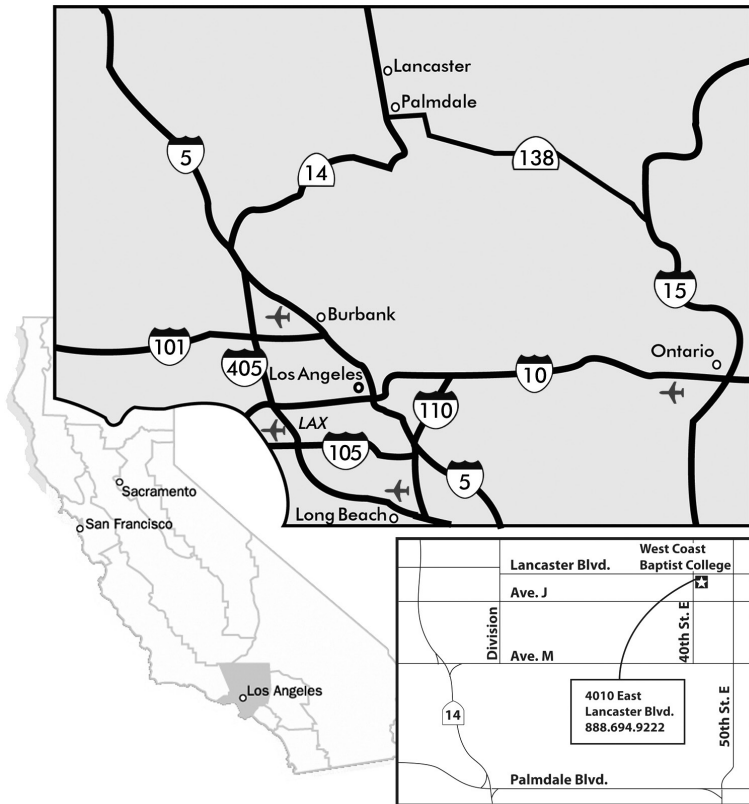 Lancaster
Palmdale
5
14
138
15
Burbank
101
405
Ontario
Los Angeles
10
110
LAX
105
5
Long Beach
Sacramento
San Francisco
Los Angeles
West Coast
Baptist College
Lancaster Blvd.
Ave. J
Division
40th St. E
Ave. M
4010 East
Lancaster Blvd.
888.694.9222
14
50th St. E
Palmdale Blvd.